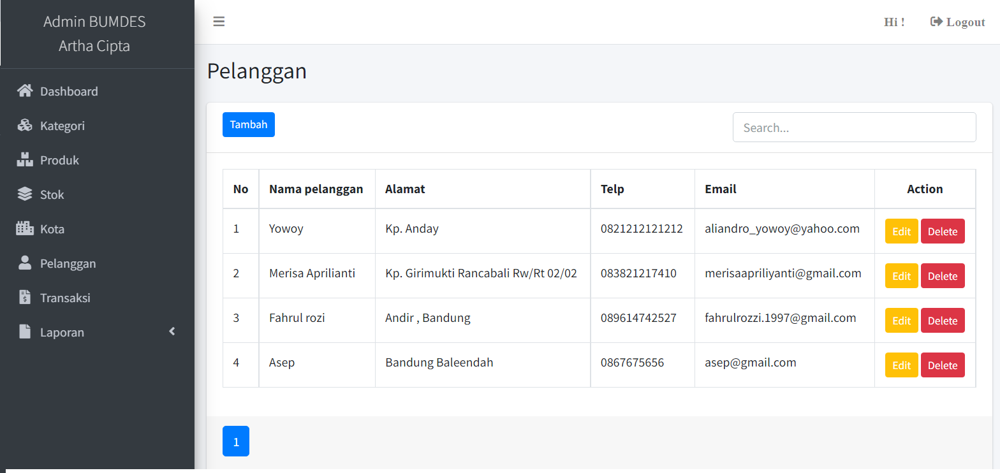 Admin BUMDES
Artha Cipta
Hi !
Logout
Dashboard
Kategori
Produk
Stok
Kota
Pelanggan
Transaksi
Laporan
Pelanggan
Tambah
Search...
No Nama pelanggan Alamat Telp Email Action
1 Yowoy Kp. Anday 0821212121212 aliandro_yowoy@yahoo.com Edit Delete
2 Merisa Aprilianti Kp. Girimukti Rancabali Rw/Rt 02/02 083821217410 merisaapriliyanti@gmail.com Edit Delete
3 Fahrul rozi Andir , Bandung 089614742527 fahrulrozzi.1997@gmail.com Edit Delete
4 Asep Bandung Baleendah 0867675656 asep@gmail.com Edit Delete
1